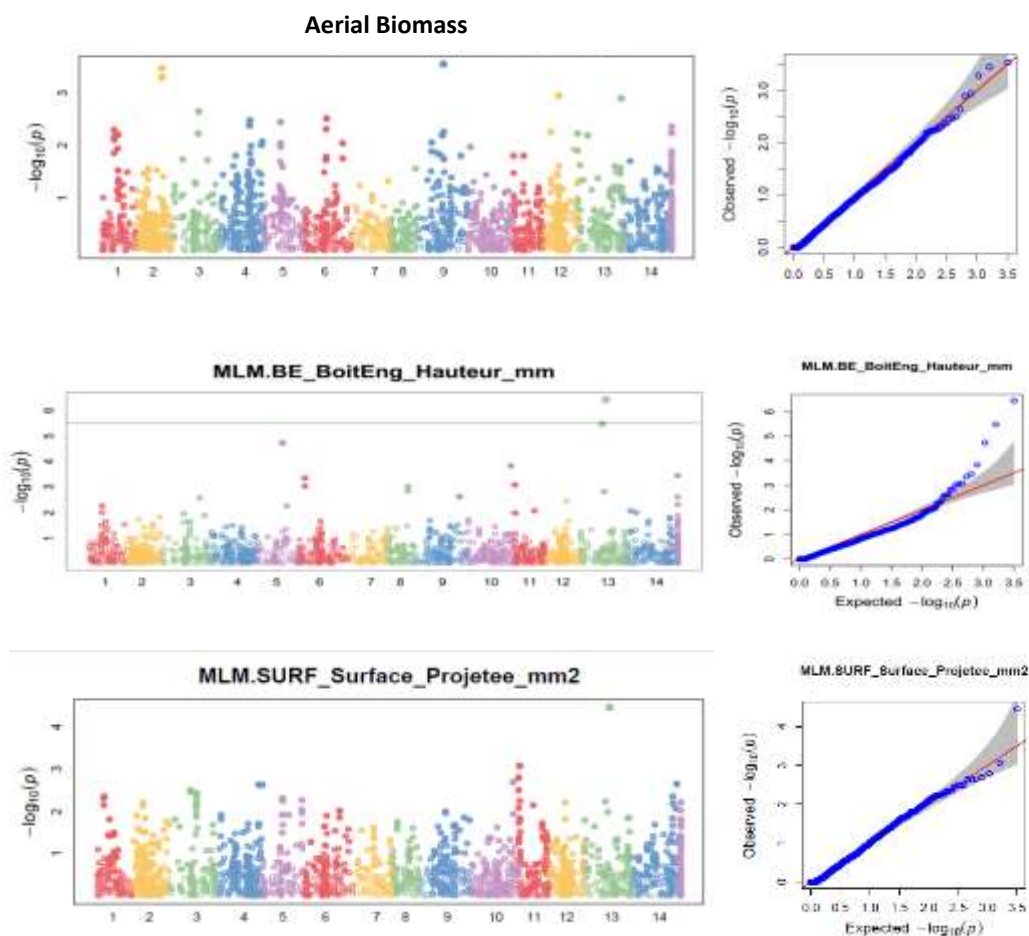 Aerial Biomass
−log10(p)
3
2
1
1 2 3 4 5 6 7 8 9 10 11 12 13 14
Observed −log10(p)
3.0
2.0
1.0
0.0
0.0 0.5 1.0 1.5 2.0 2.5 3.0 3.5
MLM.BE_BoitEng_Hauteur_mm
−log10(p)
6
5
4
3
2
1
1 2 3 4 5 6 7 8 9 10 11 12 13 14
MLM.BE_BoitEng_Hauteur_mm
Observed −log10(p)
6
5
4
3
2
1
0
0.0 0.5 1.0 1.5 2.0 2.5 3.0 3.5
Expected −log10(p)
MLM.SURF_Surface_Projetee_mm2
−log10(p)
4
3
2
1
1 2 3 4 5 6 7 8 9 10 11 12 13 14
MLM.SURF_Surface_Projetee_mm2
Observed −log10(p)
4
3
2
1
0
0.0 0.5 1.0 1.5 2.0 2.5 3.0 3.5
Expected −log10(p)